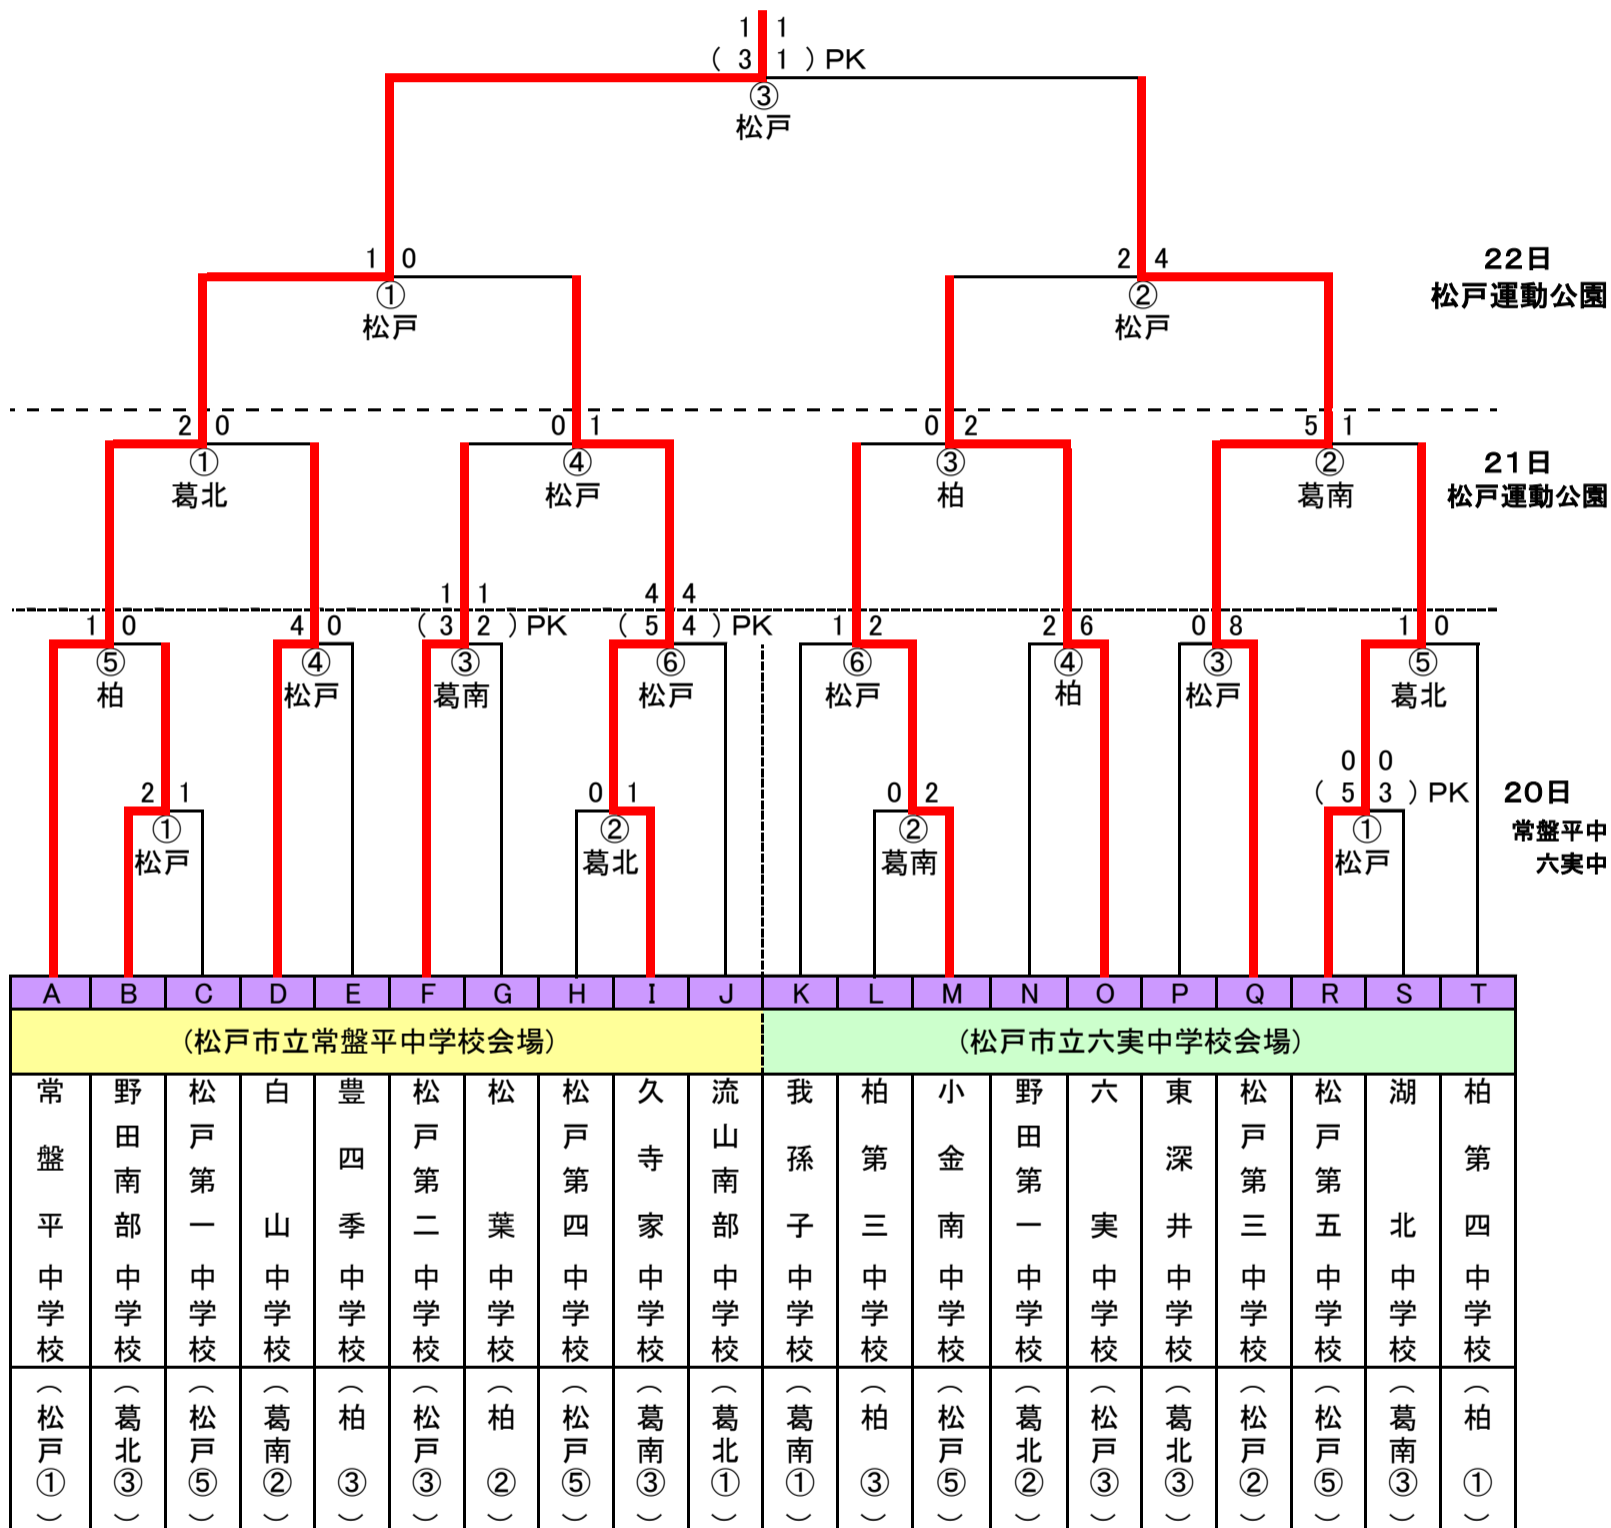 1 1
( 3 1 ) PK
③
松戸
1 0
①
松戸
2 4
②
松戸
22日
松戸運動公園
2 0
①
葛北
0 1
④
松戸
0 2
③
柏
5 1
②
葛南
21日
松戸運動公園
1 0
⑤
柏
4 0
④
松戸
1 1
( 3 2 ) PK
③
葛南
4 4
( 5 4 ) PK
⑥
松戸
1 2
⑥
松戸
2 6
④
柏
0 8
③
松戸
1 0
⑤
葛北
2 1
①
松戸
0 1
②
葛北
0 2
②
葛南
0 0
( 5 3 ) PK
①
松戸
20日
常盤平中
六実中
A B C D E F G H I J K L M N O P Q R S T
(松戸市立常盤平中学校会場)
(松戸市立六実中学校会場)
常盤平中学校
野田南部中学校
松戸第一中学校
白山中学校
豊四季中学校
松戸第二中学校
松葉中学校
松戸第四中学校
久寺家中学校
流山南部中学校
我孫子中学校
柏第三中学校
小金南中学校
野田第一中学校
六実中学校
東深井中学校
松戸第三中学校
松戸第五中学校
湖北中学校
柏第四中学校
(松戸①)
(葛北③)
(松戸⑤)
(葛南②)
(柏③)
(松戸③)
(柏②)
(松戸⑤)
(葛南③)
(葛北①)
(葛南①)
(柏③)
(松戸⑤)
(葛北②)
(松戸③)
(葛北③)
(松戸②)
(松戸⑤)
(葛南③)
(柏①)